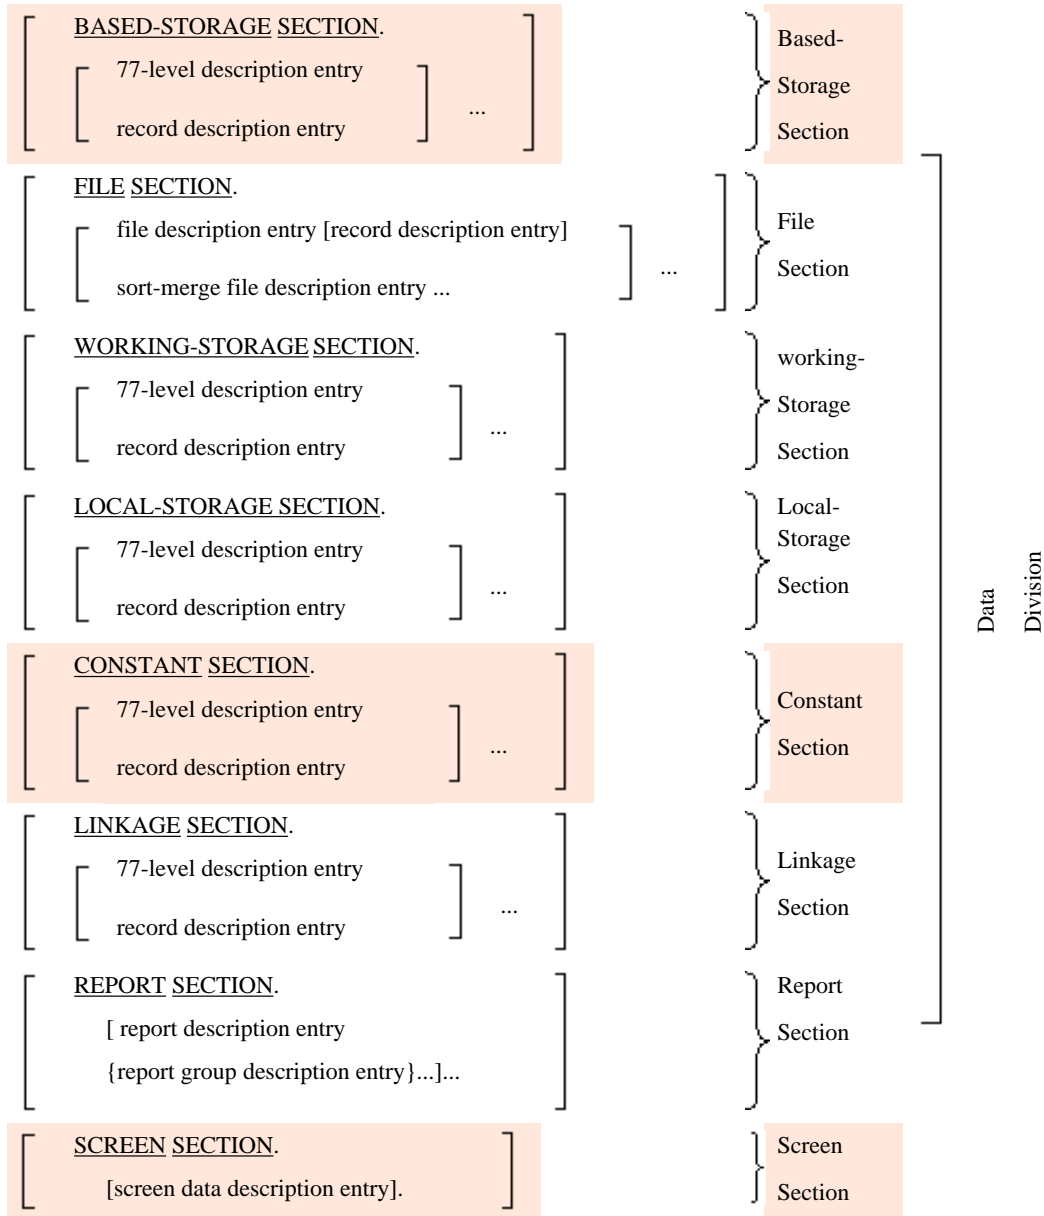 BASED-STORAGE SECTION.
77-level description entry
record description entry
...
Based-
Storage
Section
FILE SECTION.
file description entry [record description entry]
sort-merge file description entry ...
...
File
Section
WORKING-STORAGE SECTION.
77-level description entry
record description entry
...
working-
Storage
Section
LOCAL-STORAGE SECTION.
77-level description entry
record description entry
...
Local-
Storage
Section
CONSTANT SECTION.
77-level description entry
record description entry
...
Constant
Section
LINKAGE SECTION.
77-level description entry
record description entry
...
Linkage
Section
REPORT SECTION.
[ report description entry
{report group description entry}...]...
Report
Section
SCREEN SECTION.
[screen data description entry].
Screen
Section
Data
Division